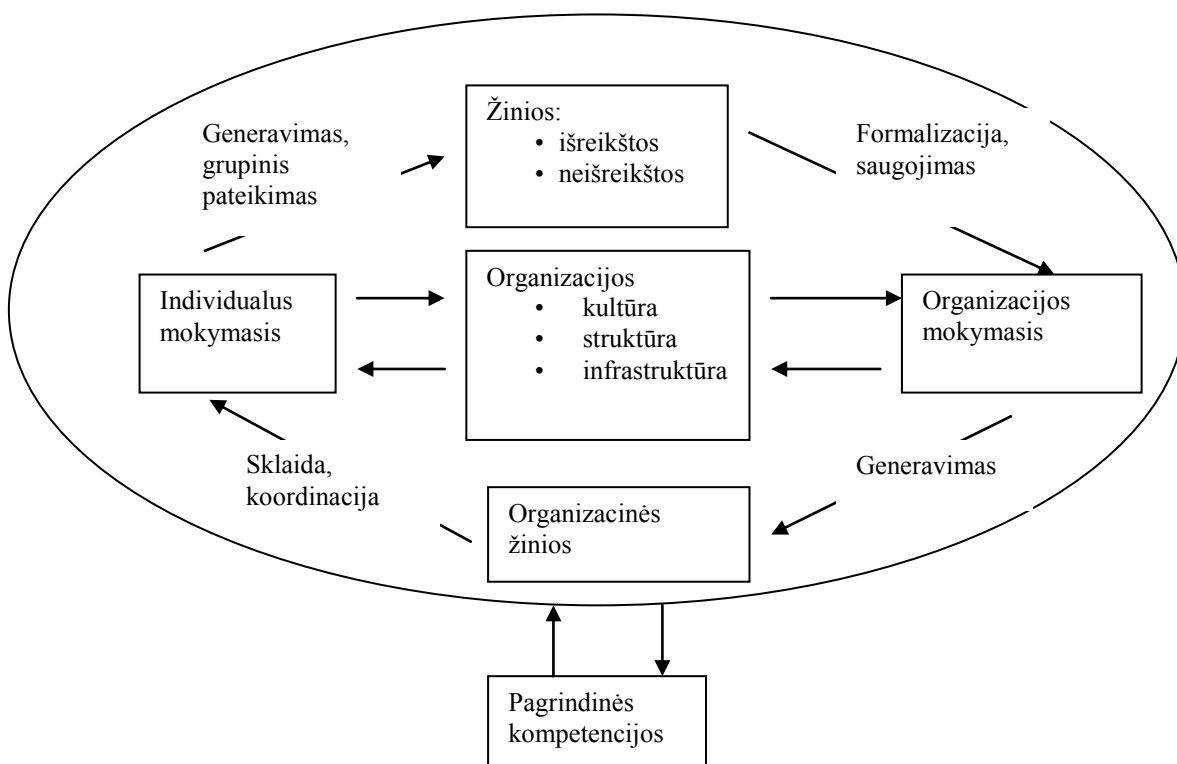 Žinios:
• išreikštos
• neišreikštos
Generavimas,
grupinis
pateikimas
Formalizacija,
saugojimas
Individualus
mokymasis
Organizacijos
• kultūra
• struktūra
• infrastruktūra
Organizacijos
mokymasis
Sklaida,
koordinacija
Generavimas
Organizacinės
žinios
Pagrindinės
kompetencijos